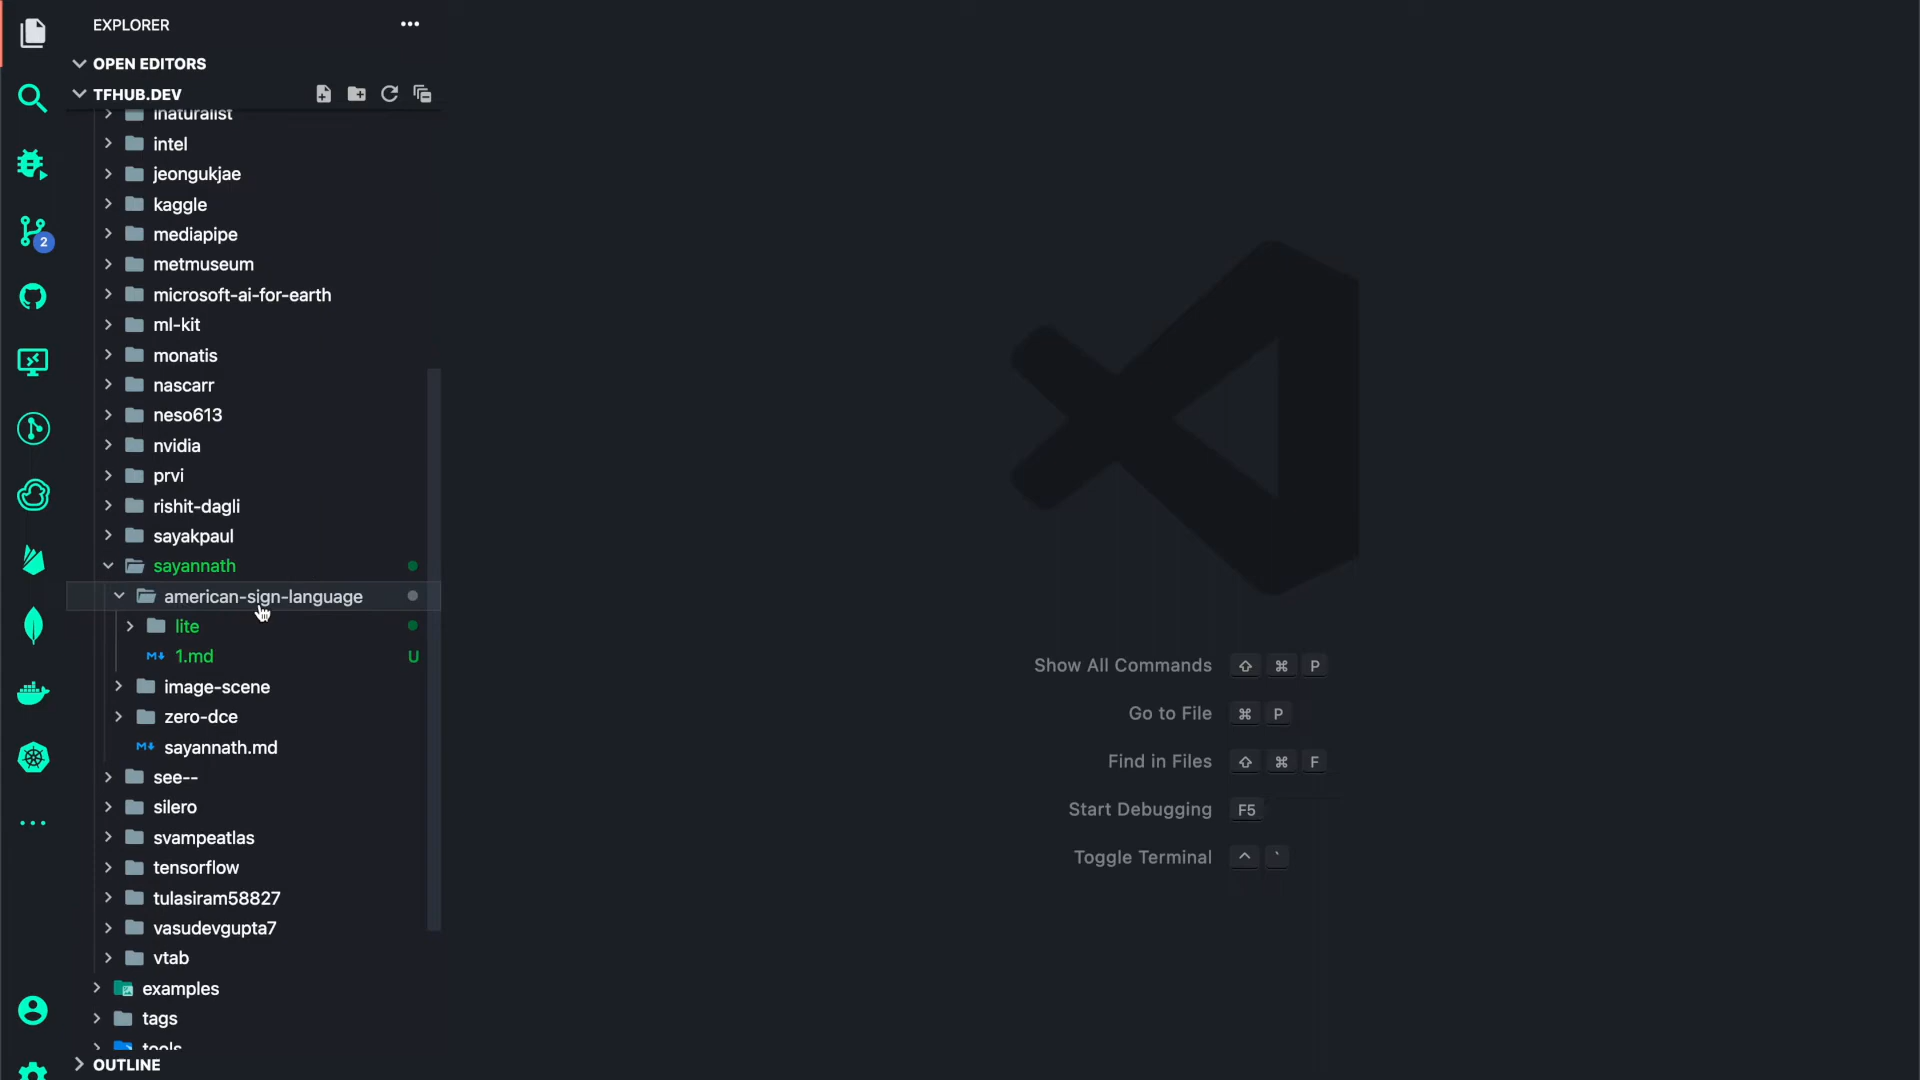 EXPLORER
OPEN EDITORS
TFHUB.DEV
inaturalist
intel
jeongukjae
kaggle
mediapipe
metmuseum
microsoft-ai-for-earth
ml-kit
monatis
nascarr
neso613
nvidia
prvi
rishit-dagli
sayakpaul
sayannath
american-sign-language
lite
1.md U
image-scene
zero-dce
sayannath.md
see--
silero
svampeatlas
tensorflow
tulasiram58827
vasudevgupta7
vtab
examples
tags
tools
OUTLINE
2
Show All Commands ⇧ ⌘ P
Go to File ⌘ P
Find in Files ⇧ ⌘ F
Start Debugging F5
Toggle Terminal ^ `